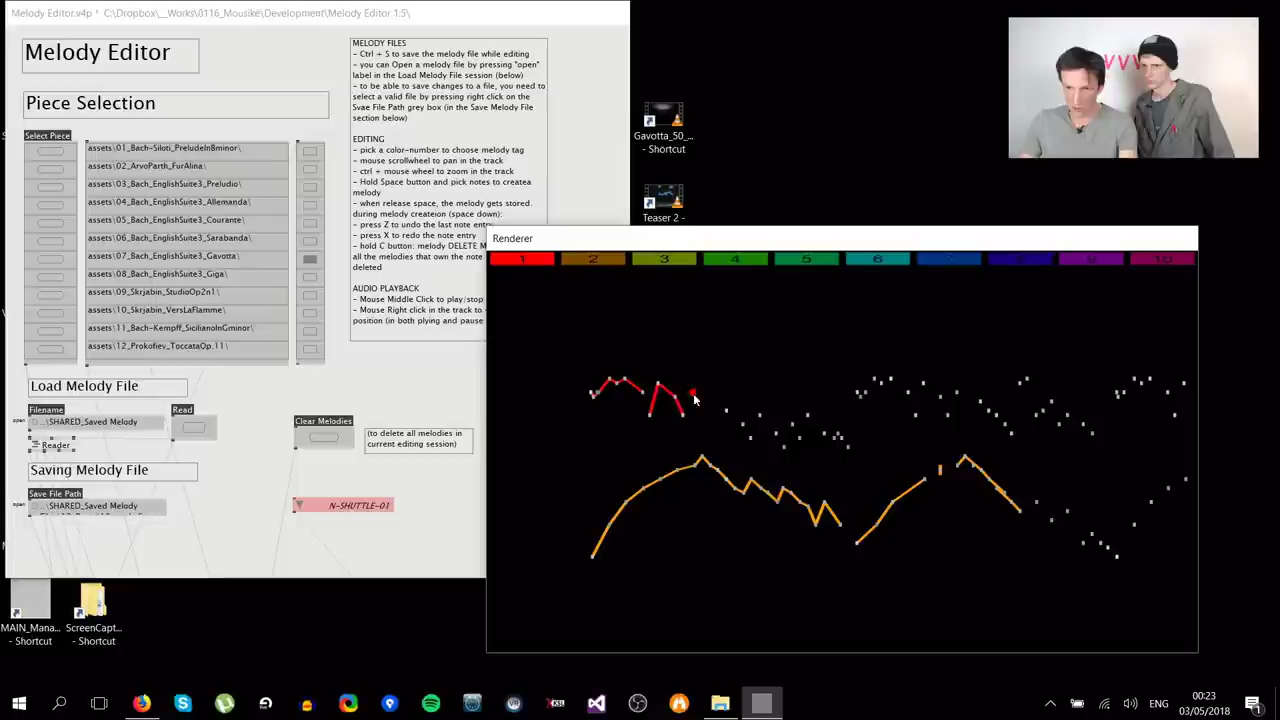 Melody Editor.v4p * C:\Dropbox\__Works\0116_Mousikè\Development\Melody Editor 1.5\
Melody Editor
Piece Selection
Select Piece
assets\01_Bach-Siloti_PreludeInBminor\
assets\02_ArvoParth_FurAlina\
assets\03_Bach_EnglishSuite3_Preludio\
assets\04_Bach_EnglishSuite3_Allemanda\
assets\05_Bach_EnglishSuite3_Courante\
assets\06_Bach_EnglishSuite3_Sarabanda\
assets\07_Bach_EnglishSuite3_Gavotta\
assets\08_Bach_EnglishSuite3_Giga\
assets\09_Skrjabin_StudioOp2n1\
assets\10_Skrjabin_VersLaFlamme\
assets\11_Bach-Kempff_SicilianoInGminor\
assets\12_Prokofiev_ToccataOp.11\
MELODY FILES
- Ctrl + S to save the melody file while editing
- you can Open a melody file by pressing "open"
label in the Load Melody File session (below)
- to be able to save changes to a file, you need to
select a valid file by pressing right click on the
Svae File Path grey box (in the Save Melody File
section below)
EDITING
- pick a color-number to choose melody tag
- mouse scrollwheel to pan in the track
- ctrl + mouse wheel to zoom in the track
- Hold Space button and pick notes to createa
melody
- when release space, the melody gets stored.
during melody createion (space down):
- press Z to undo the last note entry
- press X to redo the note entry
- hold C button: melody DELETE M
all the melodies that own the note
deleted
AUDIO PLAYBACK
- Mouse Middle Click to play/stop
- Mouse Right click in the track to
position (in both plying and pause
Load Melody File
Filename
Read
open
D:...\SHARED_Saved Melody
Reader
Saving Melody File
Save File Path
open
D:...\SHARED_Saved Melody
Clear Melodies
(to delete all melodies in
current editing session)
N-SHUTTLE-01
Gavotta_50_...
- Shortcut
Teaser 2 -
Renderer
1 2 3 4 5 6 7 8 9 10
MAIN_Mana...
- Shortcut
ScreenCapt...
- Shortcut
VVVV
ENG
00:23
03/05/2018
1